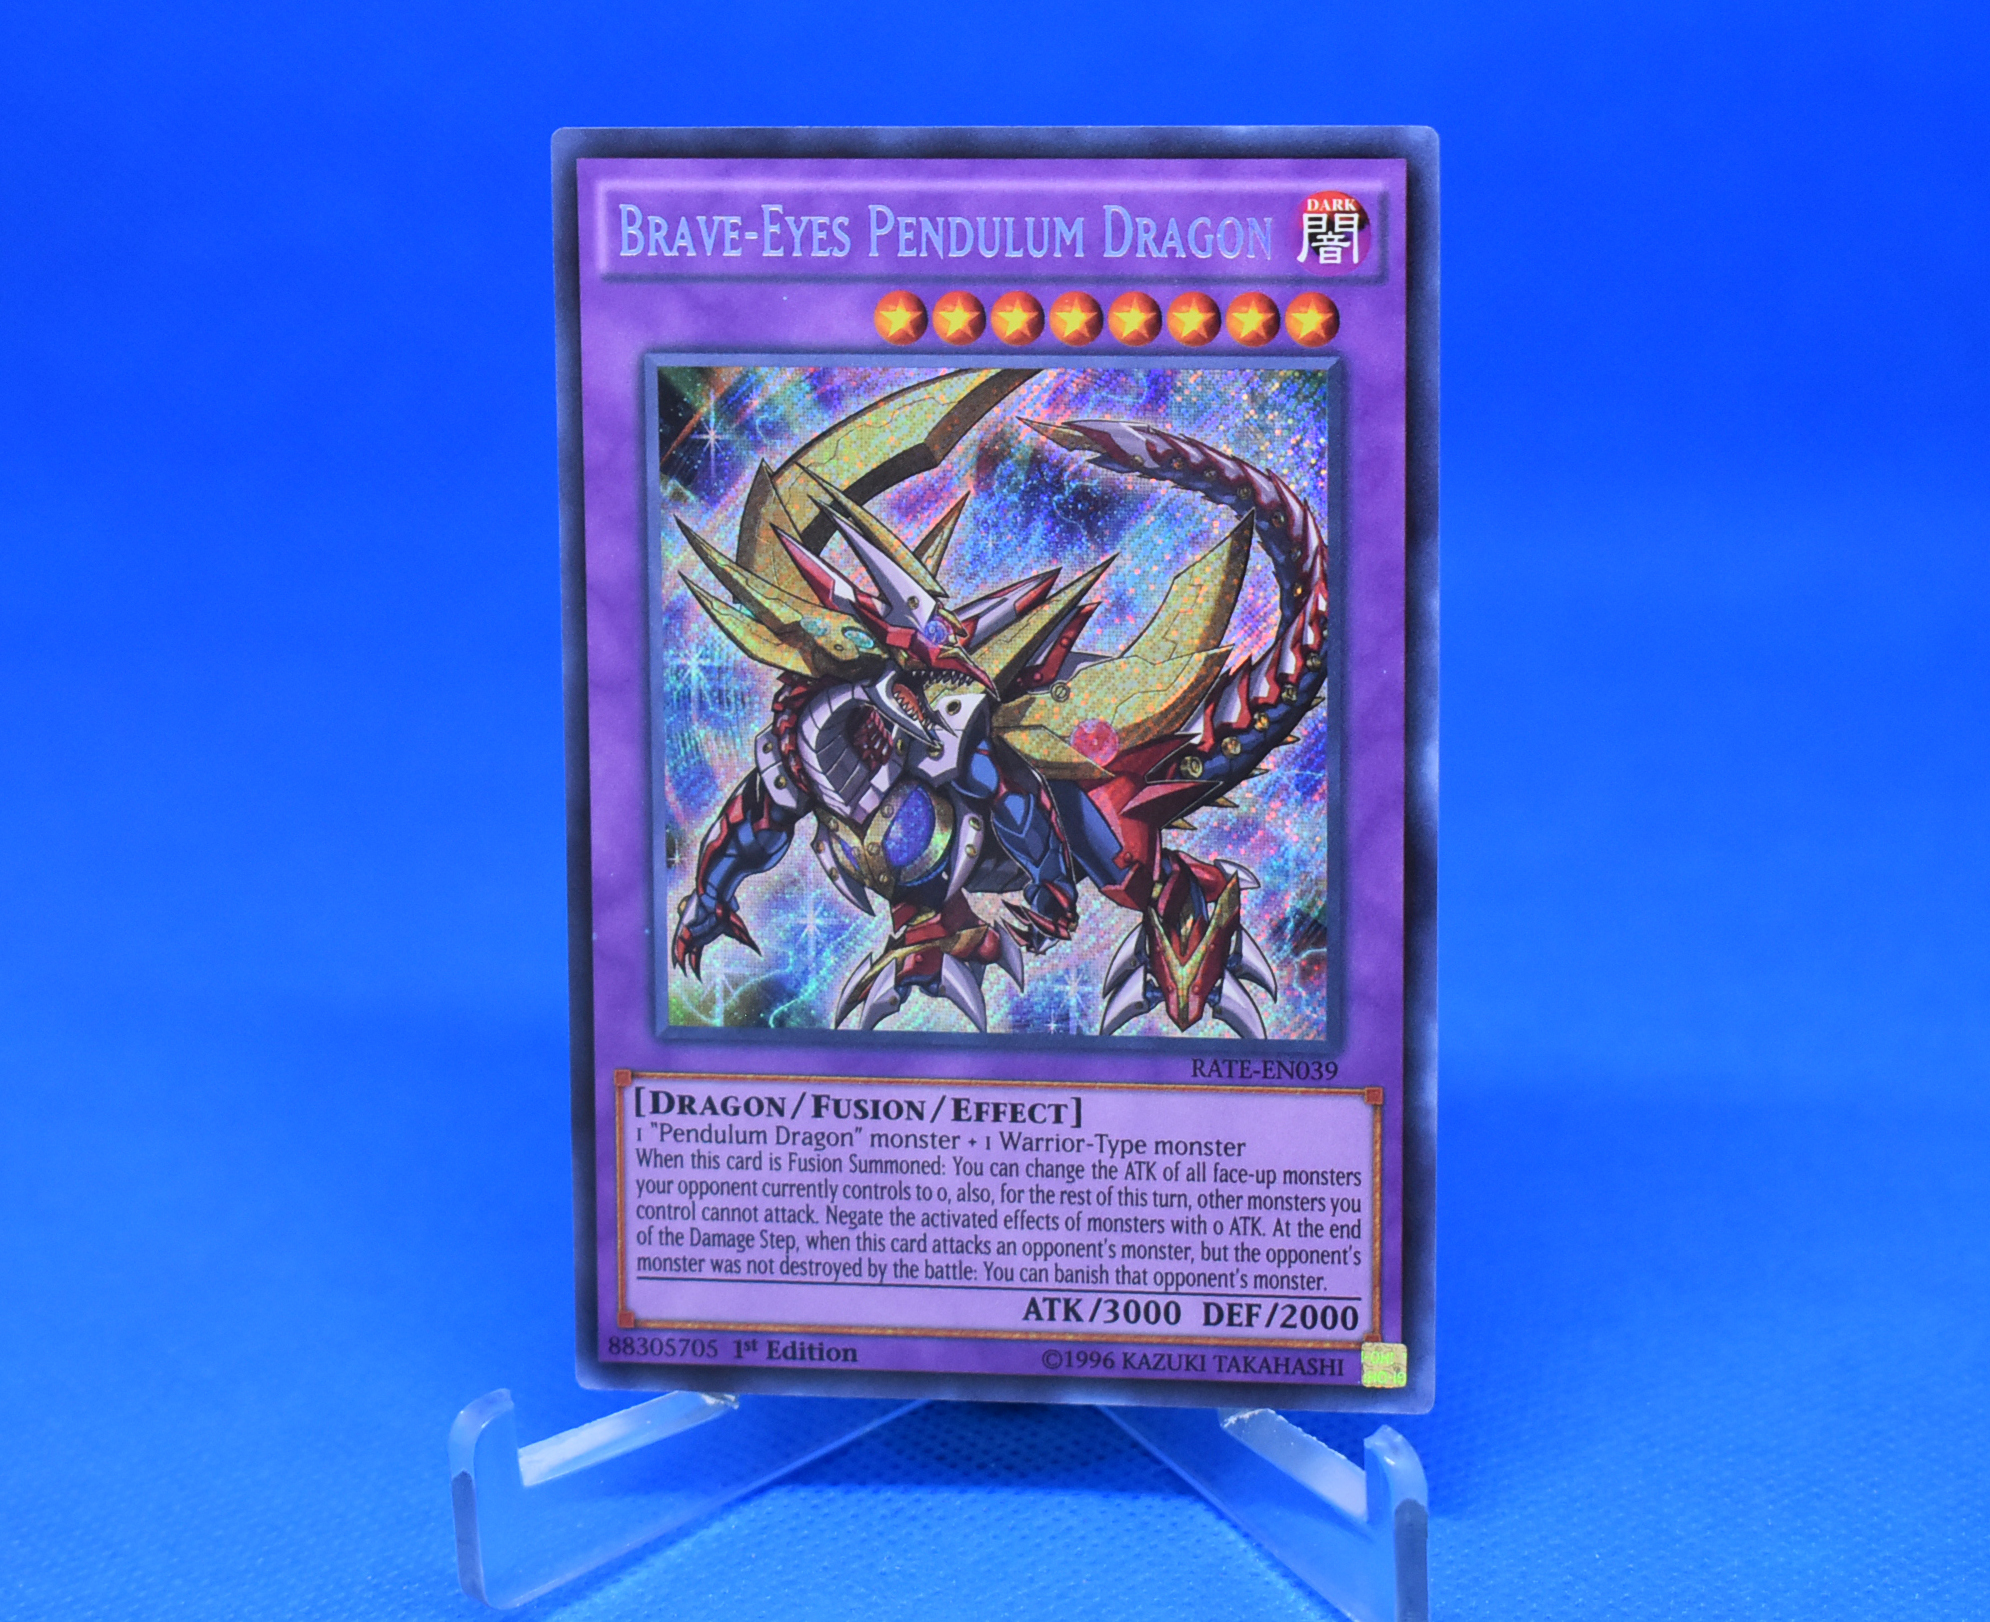 BRAVE-EYES PENDULUM DRAGON
DARK
闇
RATE-EN039
[DRAGON/FUSION/EFFECT]
1 "Pendulum Dragon" monster + 1 Warrior-Type monster
When this card is Fusion Summoned: You can change the ATK of all face-up monsters
your opponent currently controls to 0, also, for the rest of this turn, other monsters you
control cannot attack. Negate the activated effects of monsters with 0 ATK. At the end
of the Damage Step, when this card attacks an opponent's monster, but the opponent's
monster was not destroyed by the battle: You can banish that opponent's monster.
ATK/3000 DEF/2000
88305705 1st Edition
©1996 KAZUKI TAKAHASHI